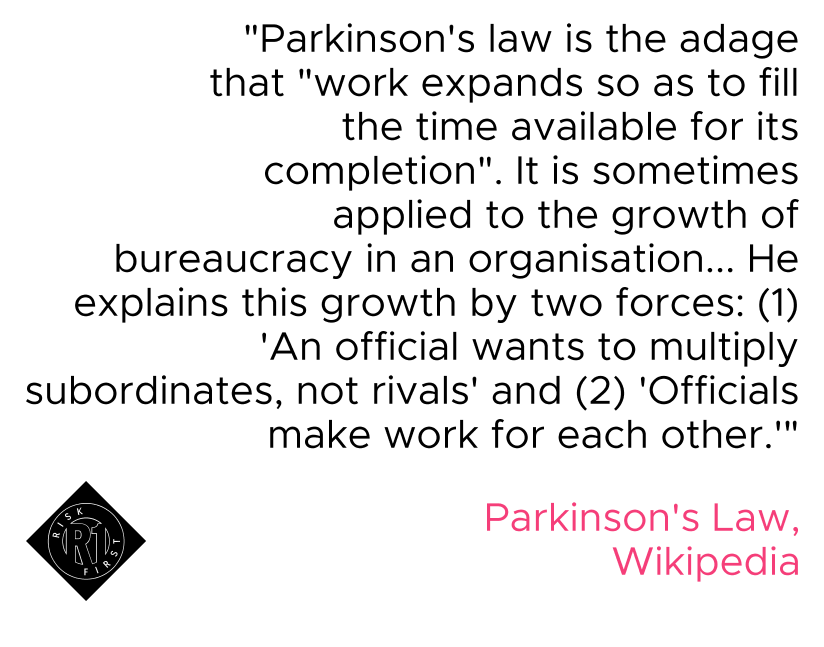 "Parkinson's law is the adage
that "work expands so as to fill
the time available for its
completion". It is sometimes
applied to the growth of
bureaucracy in an organisation... He
explains this growth by two forces: (1)
'An official wants to multiply
subordinates, not rivals' and (2) 'Officials
make work for each other.'"
RISK
R1
FIRST
Parkinson's Law,
Wikipedia